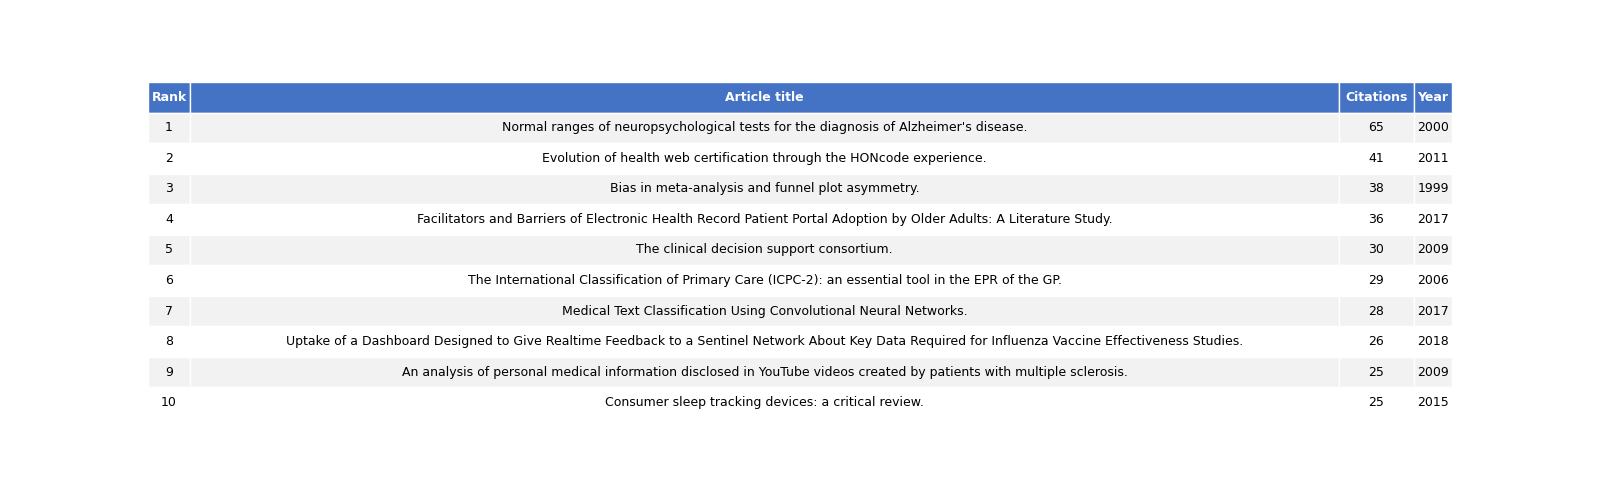 Rank Article title Citations Year
1 Normal ranges of neuropsychological tests for the diagnosis of Alzheimer's disease. 65 2000
2 Evolution of health web certification through the HONcode experience. 41 2011
3 Bias in meta-analysis and funnel plot asymmetry. 38 1999
4 Facilitators and Barriers of Electronic Health Record Patient Portal Adoption by Older Adults: A Literature Study. 36 2017
5 The clinical decision support consortium. 30 2009
6 The International Classification of Primary Care (ICPC-2): an essential tool in the EPR of the GP. 29 2006
7 Medical Text Classification Using Convolutional Neural Networks. 28 2017
8 Uptake of a Dashboard Designed to Give Realtime Feedback to a Sentinel Network About Key Data Required for Influenza Vaccine Effectiveness Studies. 26 2018
9 An analysis of personal medical information disclosed in YouTube videos created by patients with multiple sclerosis. 25 2009
10 Consumer sleep tracking devices: a critical review. 25 2015